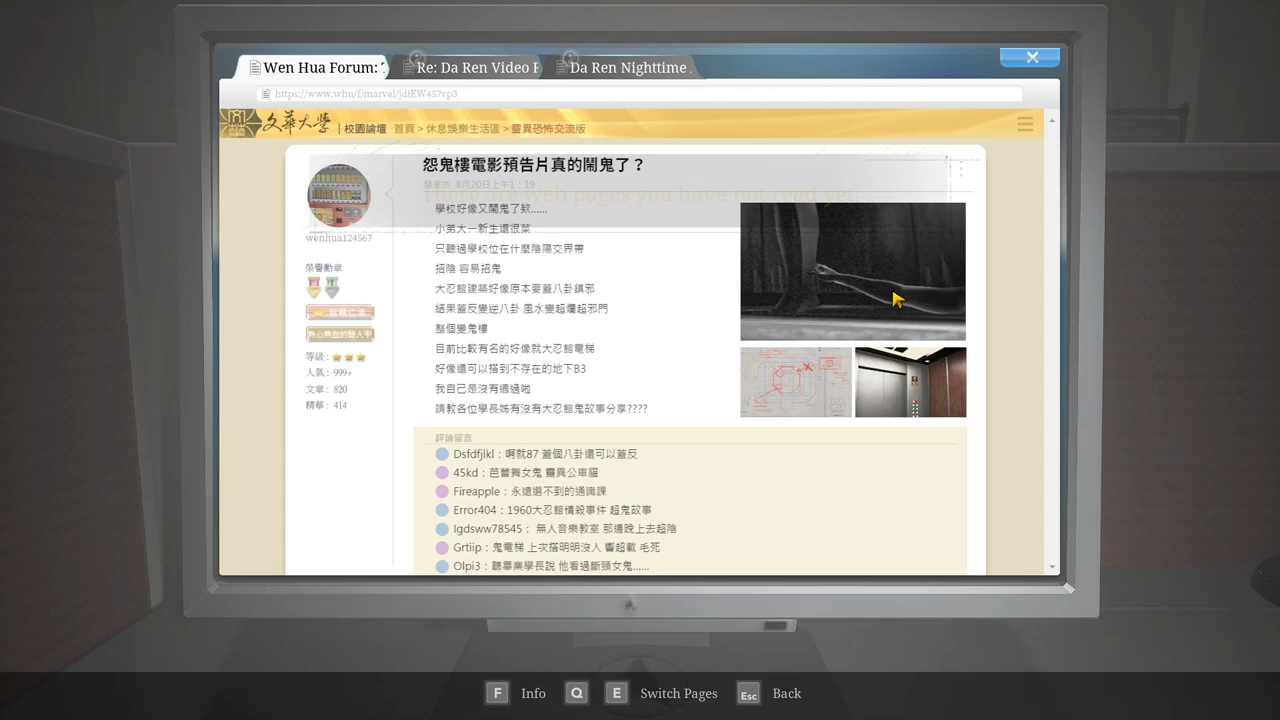 Wen Hua Forum:
Re: Da Ren Video
Da Ren Nighttime
https://www.whu/f/marvel/jdiEW457vp3
文華大學 | 校園論壇 首頁 > 休息娛樂生活區 > 靈異恐怖交流版
怨鬼樓電影預告片真的鬧鬼了？
發表於 8月20日上午1：19
There are web pages you have not read yet.
wenhua124567
榮譽勳章
熱心熱血的路人甲
等級：
人氣：999+
文章：820
精華：414
學校好像又鬧鬼了欸......
小弟大一新生還很菜
只聽過學校位在什麼陰陽交界帶
招陰 容易招鬼
大忍館建築好像原本要蓋八卦鎮邪
結果蓋反變逆八卦 風水變超爛超邪門
整個變鬼樓
目前比較有名的好像就大忍館電梯
好像還可以搭到不存在的地下B3
我自己是沒有遇過啦
請教各位學長姊有沒有大忍館鬼故事分享????
評論留言
Dsfdfjlkl：啊就87 蓋個八卦還可以蓋反
45kd：芭蕾舞女鬼 靈異公車貓
Fireapple：永遠選不到的通識課
Error404：1960大忍館情殺事件 超鬼故事
Igdsww78545： 無人音樂教室 那邊晚上去超陰
Grtiip：鬼電梯 上次搭明明沒人 響超載 毛死
Olpi3：聽畢業學長說 他看過斷頭女鬼......
F Info Q E Switch Pages Esc Back